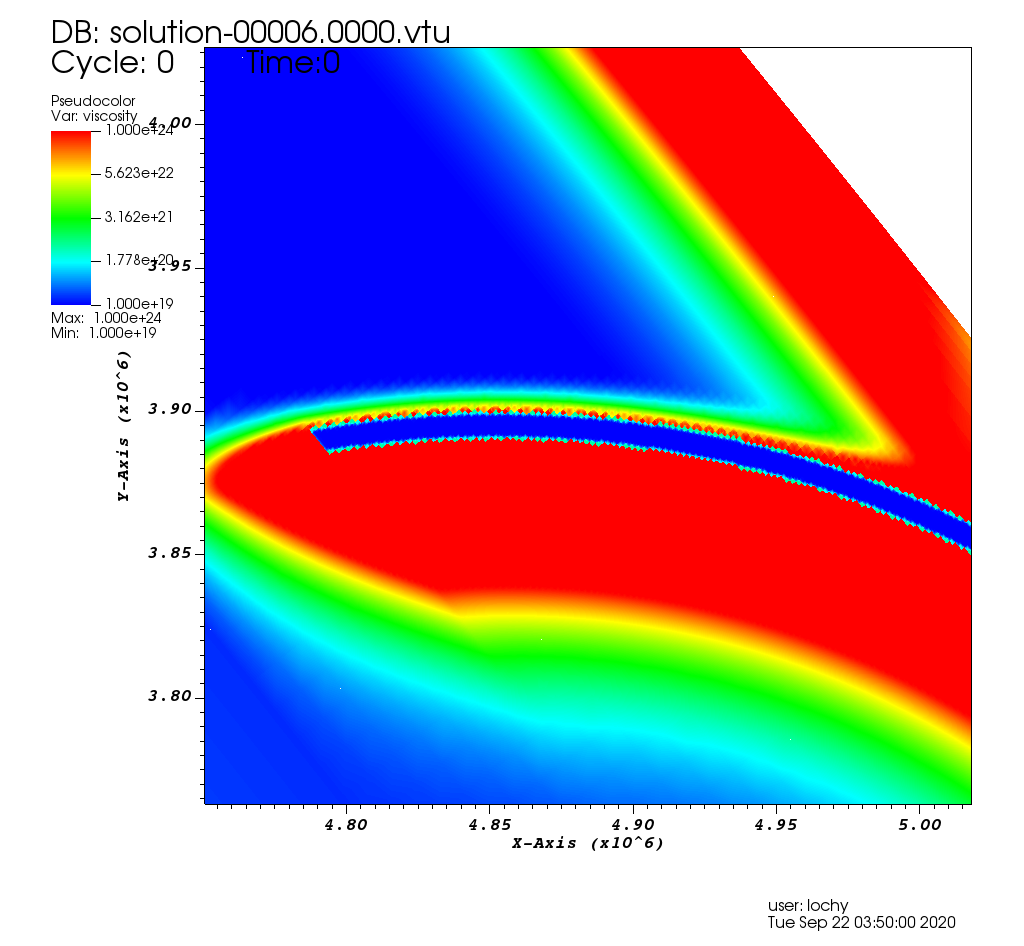 DB: solution-00006.0000.vtu
Cycle: 0 Time:0
Pseudocolor
Var: viscosity
1.000e+24
5.623e+22
3.162e+21
1.778e+20
1.000e+19
Max: 1.000e+24
Min: 1.000e+19
4.00
3.95
3.90
3.85
3.80
Y-Axis (x10^6)
4.80 4.85 4.90 4.95 5.00
X-Axis (x10^6)
user: lochy
Tue Sep 22 03:50:00 2020